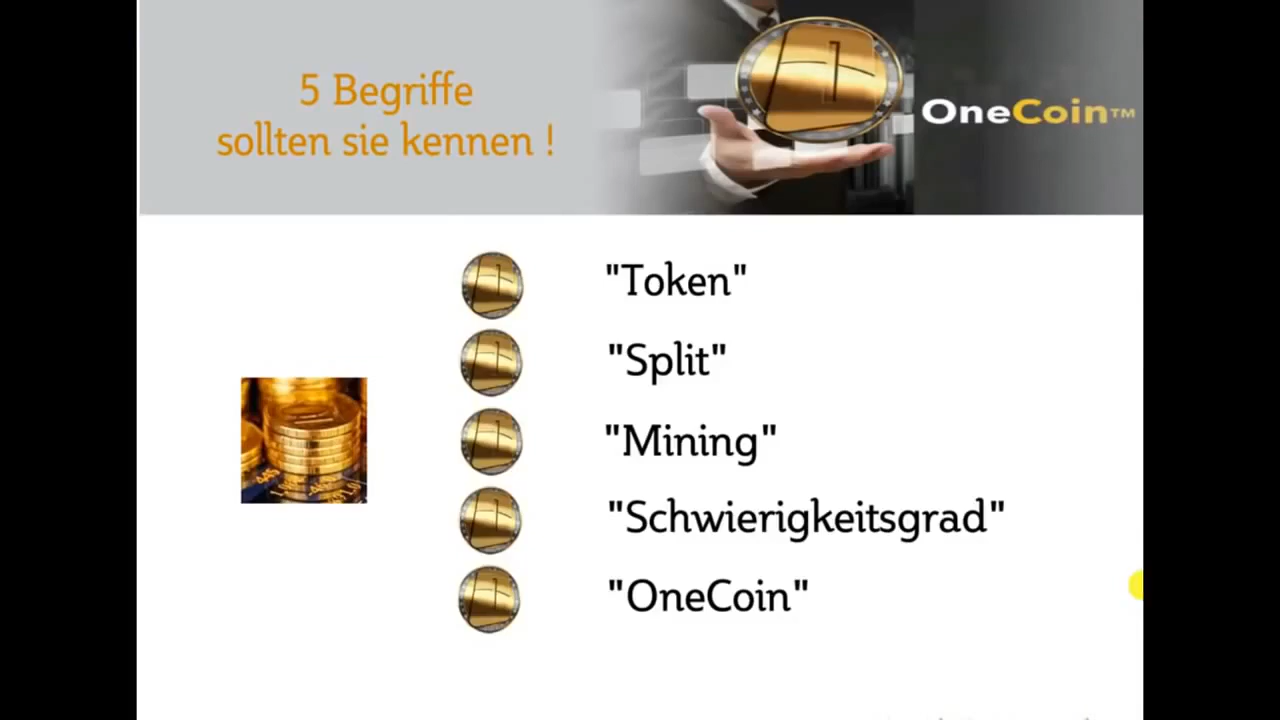 5 Begriffe
sollten sie kennen !
OneCoin™
"Token"
"Split"
"Mining"
"Schwierigkeitsgrad"
"OneCoin"